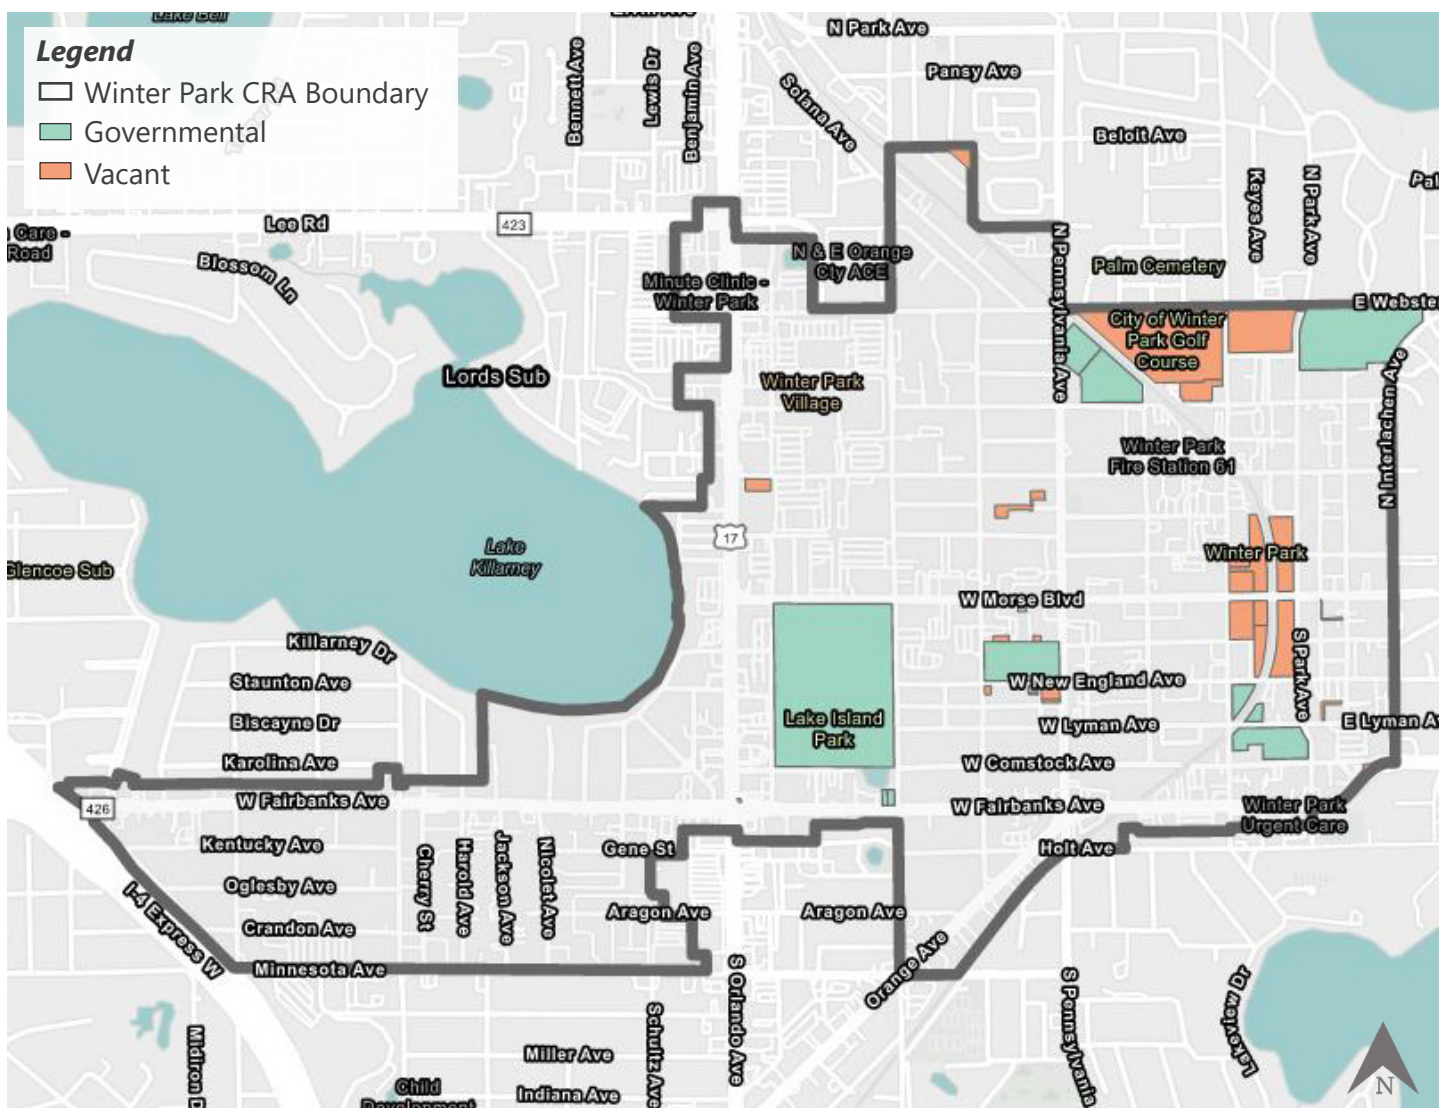 Lake Bell
N Park Ave
Legend
Winter Park CRA Boundary
Governmental
Vacant
Bennett Ave
Lewis Dr
Benjamin Ave
Solana Ave
Pansy Ave
Beloit Ave
Keyes Ave
N Park Ave
Lee Rd
423
Care -
Road
Blossom Ln
N & E Orange
Cty ACE
Minute Clinic -
Winter Park
N Pennsylvania Ave
Palm Cemetery
E Webster
City of Winter
Park Golf
Course
Lords Sub
Winter Park
Village
N Interlachen Ave
Winter Park
Fire Station 61
17
Lake
Killarney
Winter Park
Glencoe Sub
W Morse Blvd
Killarney Dr
Staunton Ave
W New England Ave
S Park Ave
Biscayne Dr
Lake Island
Park
W Lyman Ave
E Lyman Av
Karolina Ave
W Comstock Ave
426
W Fairbanks Ave
W Fairbanks Ave
Winter Park
Urgent Care
Kentucky Ave
Gene St
Holt Ave
Cherry St
Harold Ave
Jackson Ave
Nicolet Ave
Oglesby Ave
Aragon Ave
Aragon Ave
Crandon Ave
I-4 Express W
Minnesota Ave
Orange Ave
S Orlando Ave
S Pennsylvania
Lakeview Dr
Schultz Ave
Miller Ave
Indiana Ave
Child
Development
N